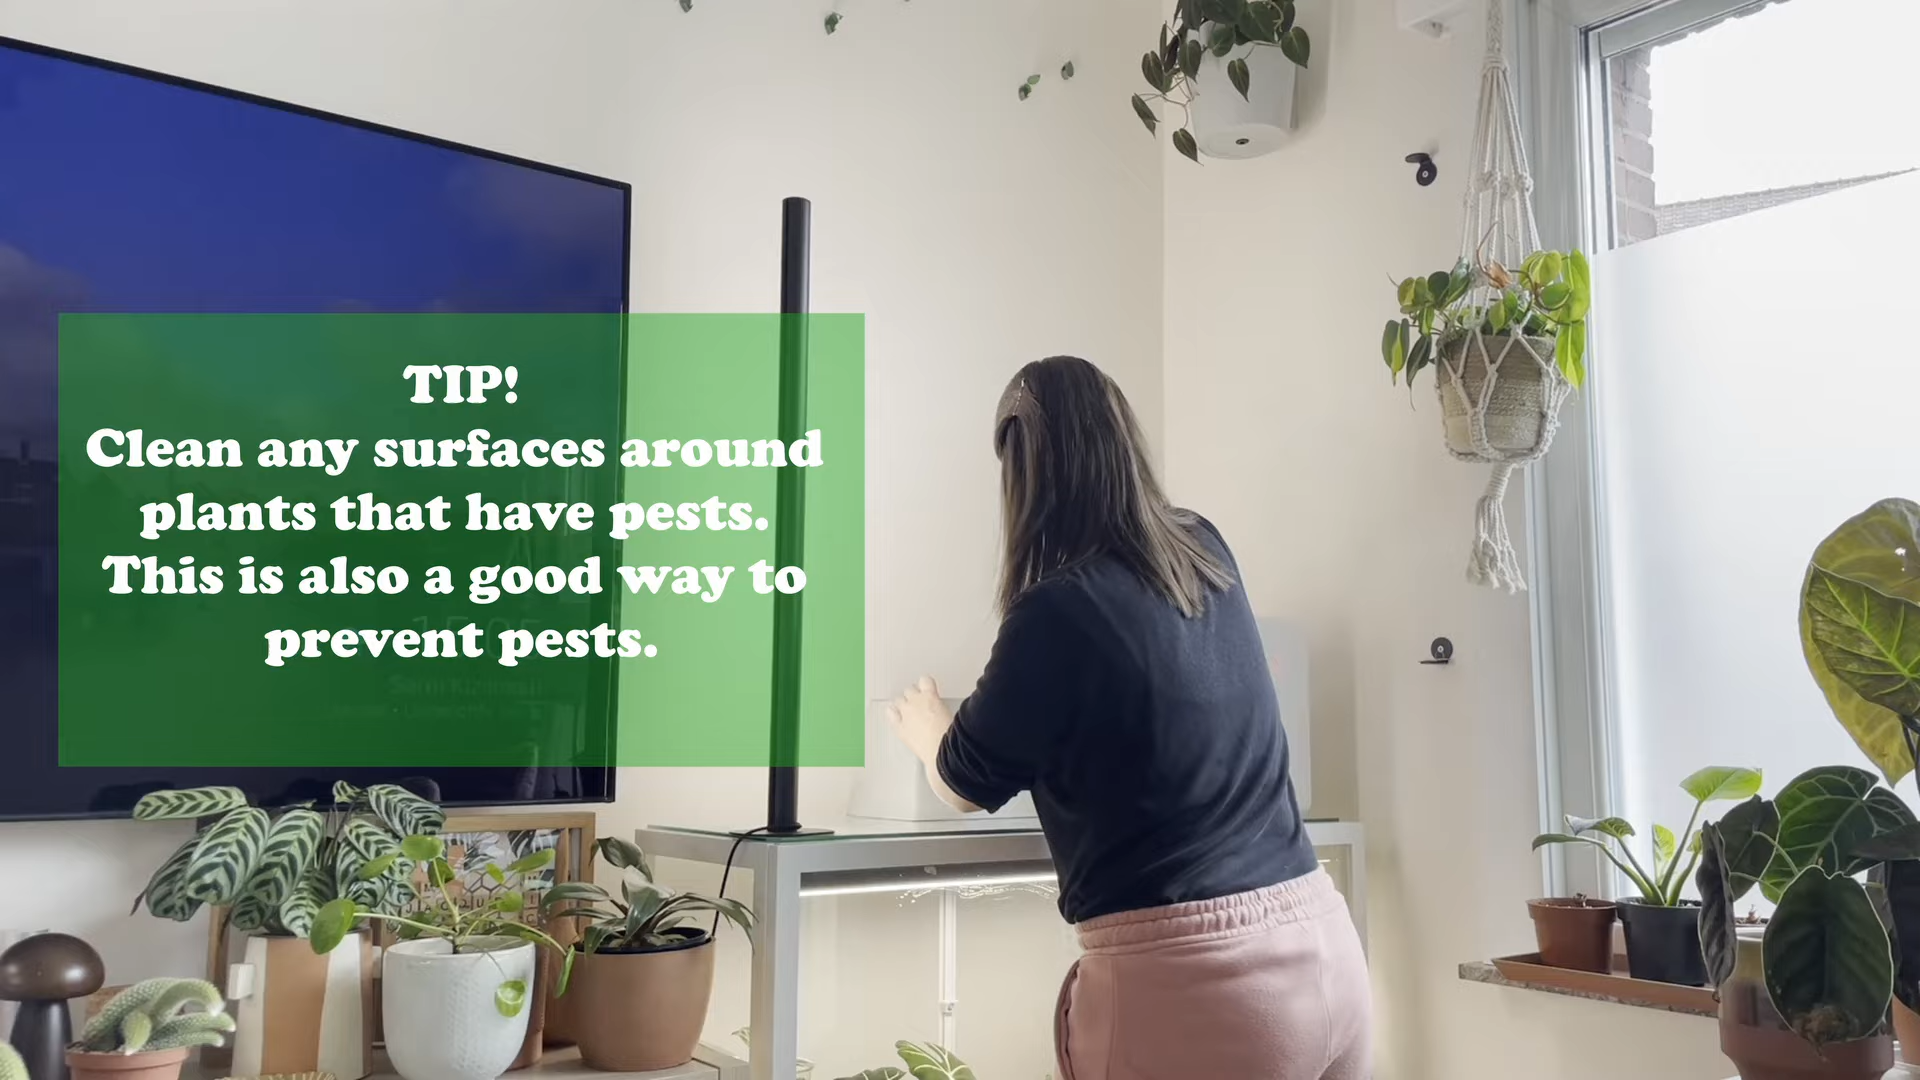 TIP!
Clean any surfaces around
plants that have pests.
This is also a good way to
prevent pests.